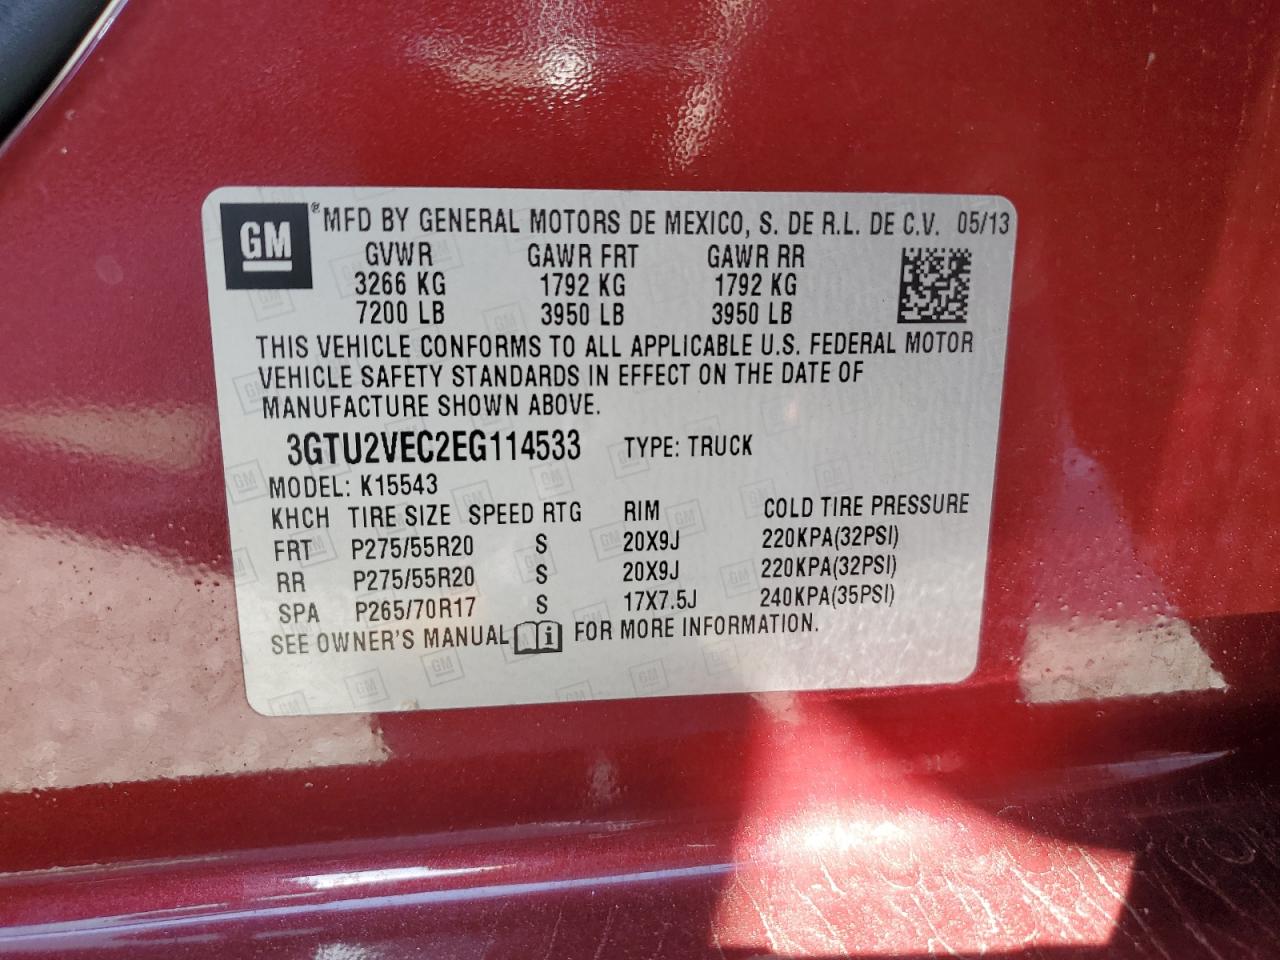 GM ® MFD BY GENERAL MOTORS DE MEXICO, S. DE R.L. DE C.V. 05/13
GVWR GAWR FRT GAWR RR
3266 KG 1792 KG 1792 KG
7200 LB 3950 LB 3950 LB
THIS VEHICLE CONFORMS TO ALL APPLICABLE U.S. FEDERAL MOTOR
VEHICLE SAFETY STANDARDS IN EFFECT ON THE DATE OF
MANUFACTURE SHOWN ABOVE.
3GTU2VEC2EG114533 TYPE: TRUCK
MODEL: K15543
KHCH TIRE SIZE SPEED RTG RIM COLD TIRE PRESSURE
FRT P275/55R20 S 20X9J 220KPA(32PSI)
RR P275/55R20 S 20X9J 220KPA(32PSI)
SPA P265/70R17 S 17X7.5J 240KPA(35PSI)
SEE OWNER'S MANUAL i FOR MORE INFORMATION.